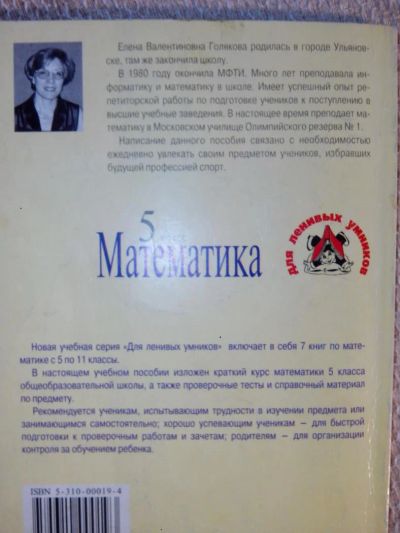 Елена Валентиновна Голякова родилась в городе Ульянов-
ске, там же закончила школу.
В 1980 году окончила МФТИ. Много лет преподавала ин-
форматику и математику в школе. Имеет успешный опыт ре-
петиторской работы по подготовке учеников к поступлению в
высшие учебные заведения. В настоящее время преподает ма-
тематику в Московском училище Олимпийского резерва № 1.
Написание данного пособия связано с необходимостью
ежедневно увлекать своим предметом учеников, избравших
будущей профессией спорт.
5
Математика
для ленивых умников
Новая учебная серия «Для ленивых умников» включает в себя 7 книг по мате-
матике с 5 по 11 классы.
В настоящем учебном пособии изложен краткий курс математики 5 класса
общеобразовательной школы, а также проверочные тесты и справочный материал
по предмету.
Рекомендуется ученикам, испытывающим трудности в изучении предмета или
занимающимся самостоятельно; хорошо успевающим ученикам — для быстрой
подготовки к проверочным работам и зачетам; родителям — для организации
контроля за обучением ребенка.
ISBN 5-310-00019-4